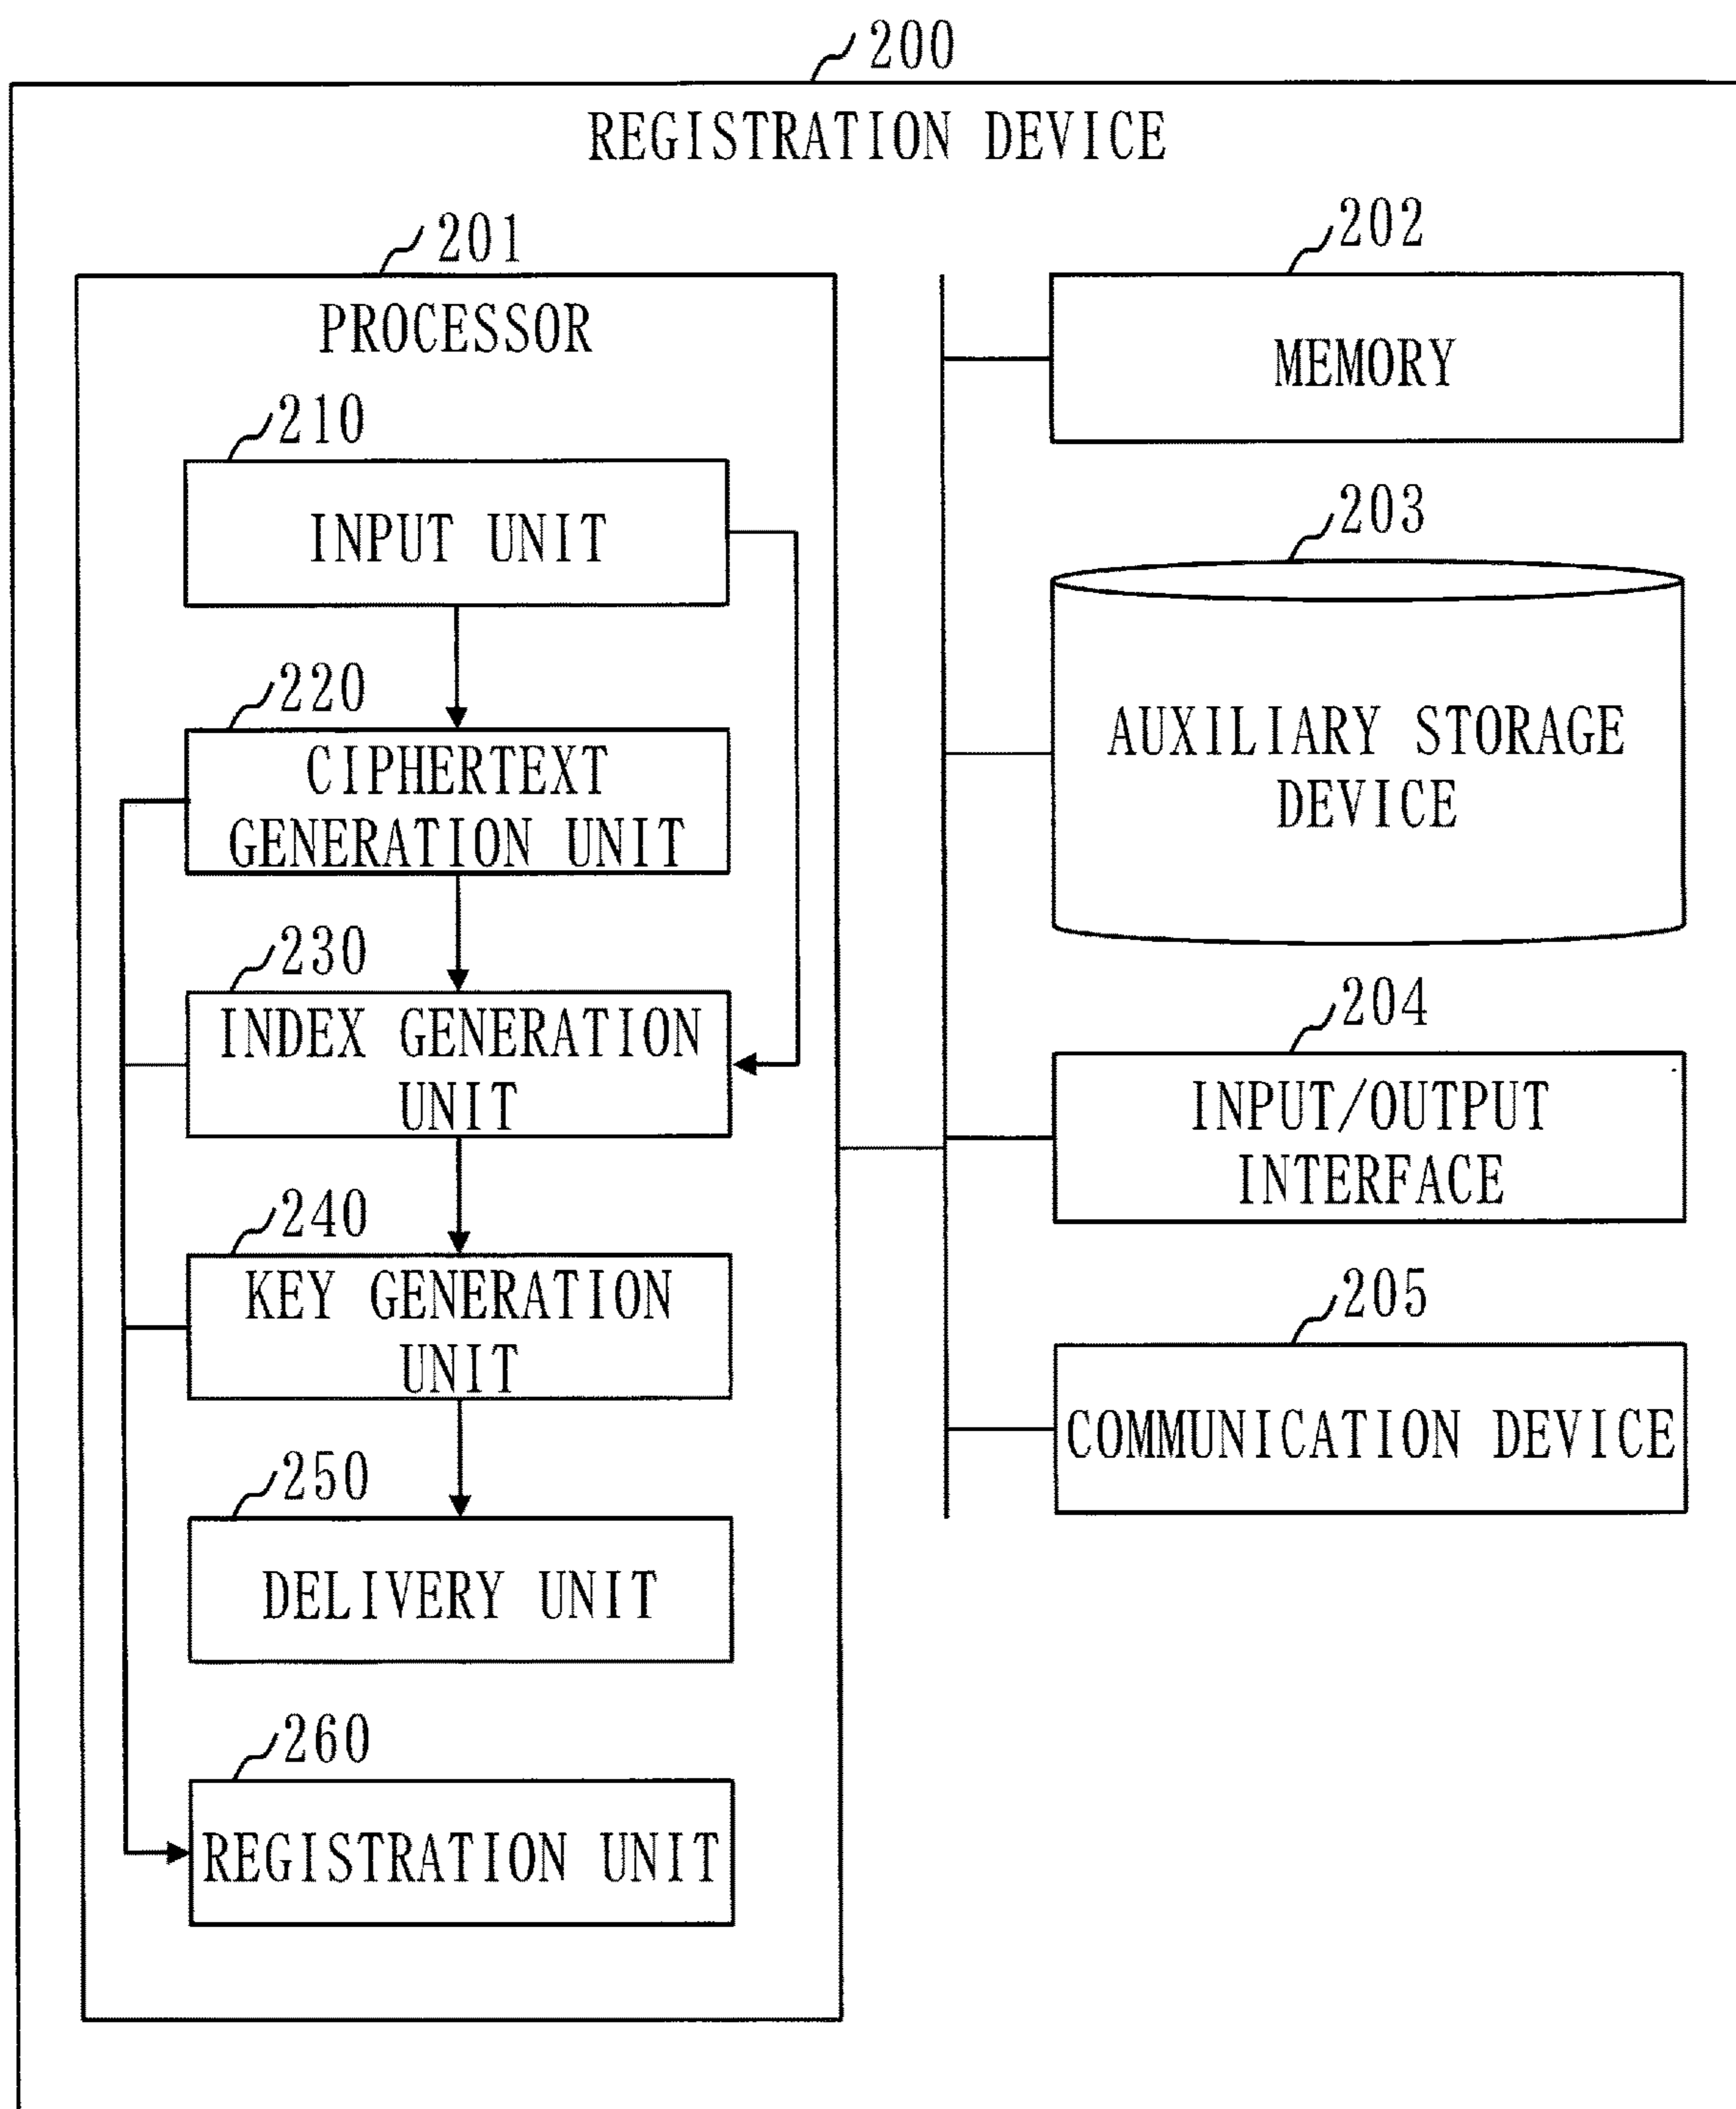 200
REGISTRATION DEVICE
201
PROCESSOR
210
INPUT UNIT
220
CIPHERTEXT
GENERATION UNIT
230
INDEX GENERATION
UNIT
240
KEY GENERATION
UNIT
250
DELIVERY UNIT
260
REGISTRATION UNIT
202
MEMORY
203
AUXILIARY STORAGE
DEVICE
204
INPUT/OUTPUT
INTERFACE
205
COMMUNICATION DEVICE